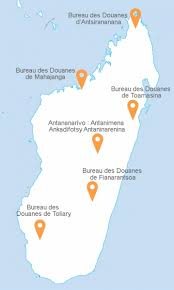 Bureau des Douanes
d'Antsirananana
Bureau des Douanes
de Mahajanga
Bureau des Douanes
de Toamasina
Antananarivo : Antanimena
Ankadifotsy Antaninarenina
Bureau des Douanes
de Fianarantsoa
Bureau des
Douanes de Toliary